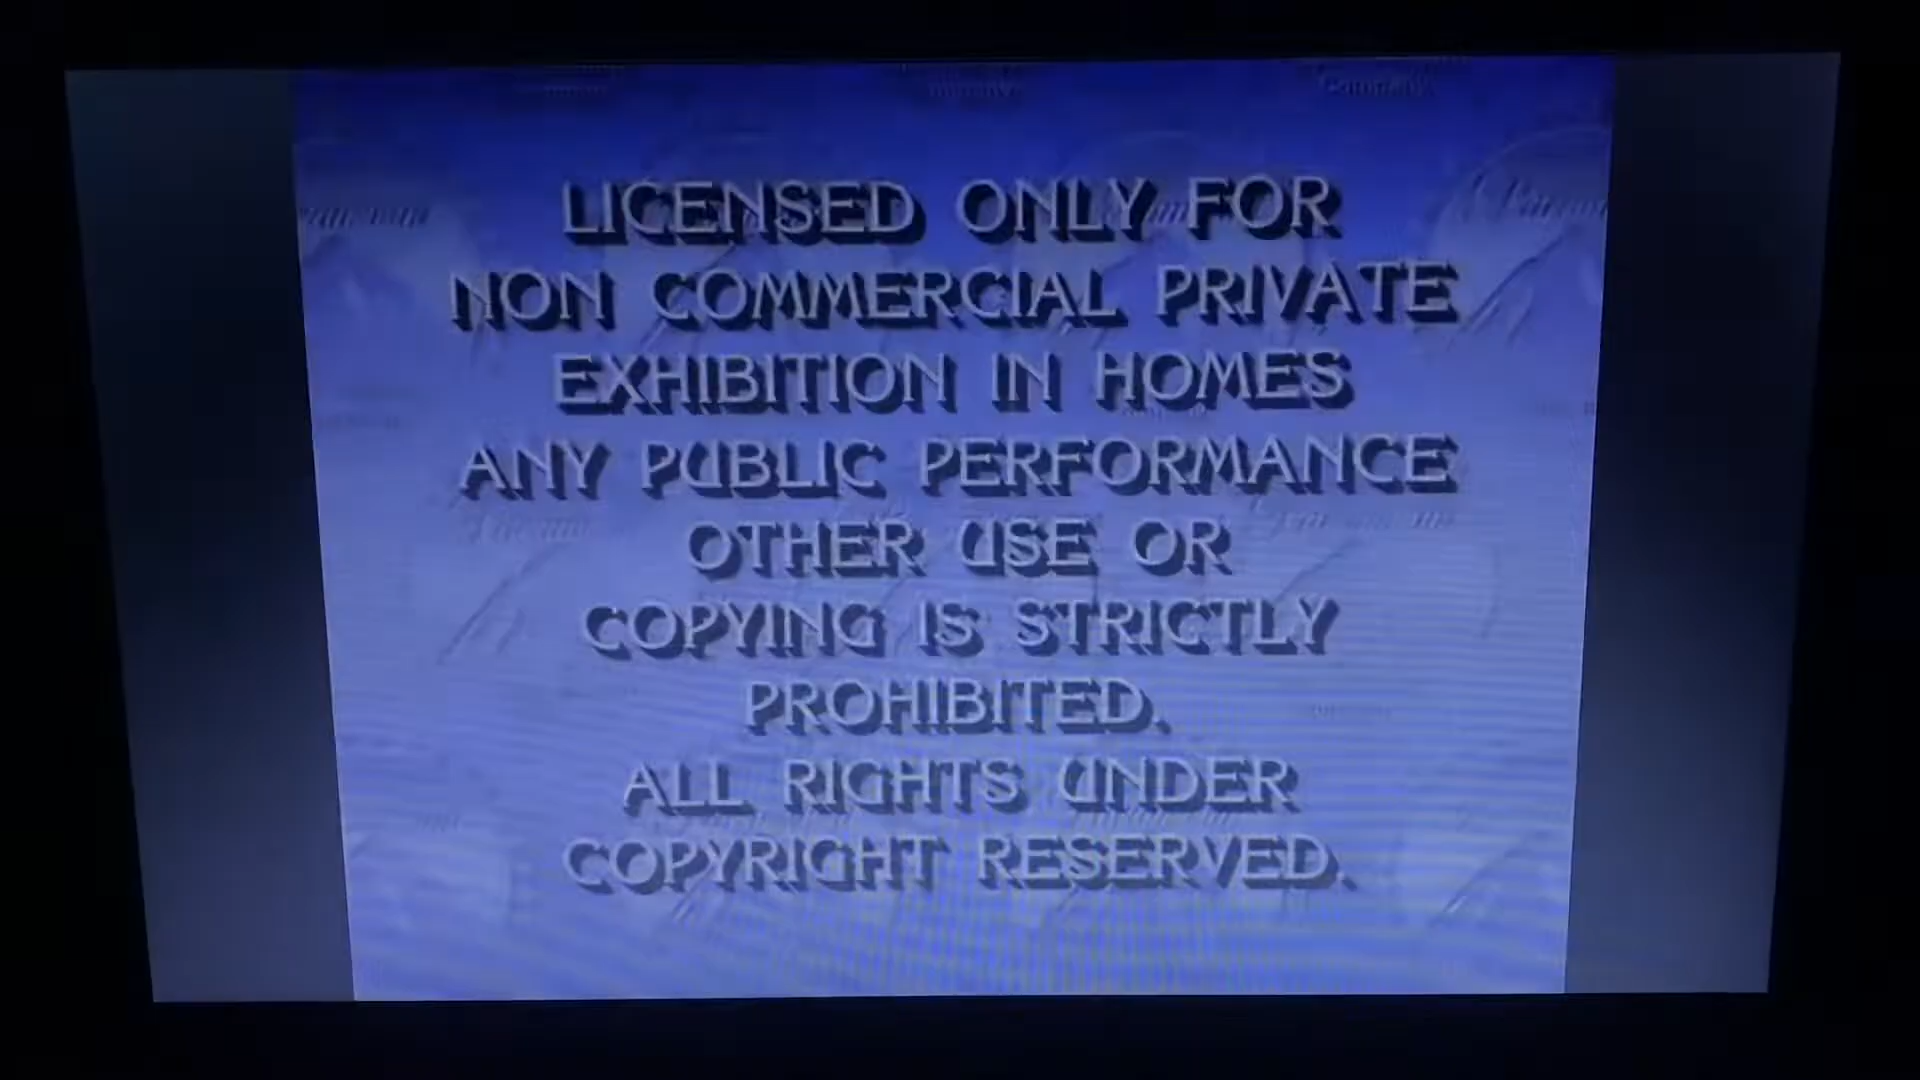 LICENSED ONLY FOR
NON COMMERCIAL PRIVATE
EXHIBITION IN HOMES
ANY PUBLIC PERFORMANCE
OTHER USE OR
COPYING IS STRICTLY
PROHIBITED.
ALL RIGHTS UNDER
COPYRIGHT RESERVED.